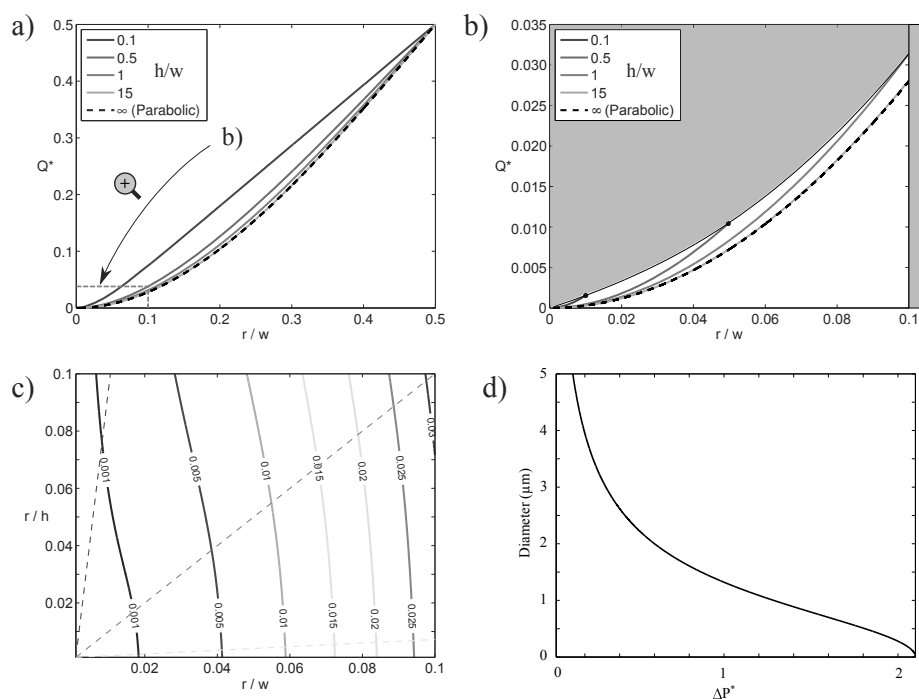 a)
0.5
0.4
0.3
0.2
0.1
0
Q*
0.1
0.5
1
15
∞ (Parabolic)
h/w
b)
0 0.1 0.2 0.3 0.4 0.5
r / w
b)
0.035
0.030
0.025
0.020
0.015
0.010
0.005
0
Q*
0.1
0.5
1
15
∞ (Parabolic)
h/w
0 0.02 0.04 0.06 0.08 0.1
r / w
c)
0.1
0.08
0.06
0.04
0.02
r / h
0.001
0.001
0.005
0.005
0.01
0.01
0.015
0.015
0.02
0.02
0.025
0.025
0.03
0.02 0.04 0.06 0.08 0.1
r / w
d)
5
4
3
2
1
0
Diameter (μm)
0 1 2
ΔP*